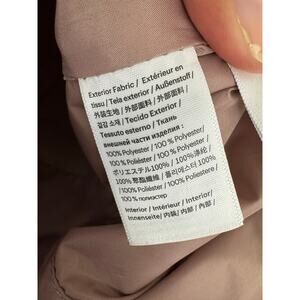 Exterior Fabric / Extérieur en
tissu / Tela exterior / Außenstoff /
外装生地 / 外部面料 / 外部面料 /
겉감 소재 / Tecido Exterior /
Tessuto esterno / Ткань
внешней части изделия :
100% Polyester / 100% Polyester /
100% Poliéster / 100% Polyester /
ポリエステル100% / 100% 涤纶 /
100% 聚酯纖維 / 폴리에스터 100% /
100% Poliéster / 100% Poliestere /
100% полиэстер
Interior / Intérieur / Interior /
Innenseite / 内装 / 内部 / 內部 /